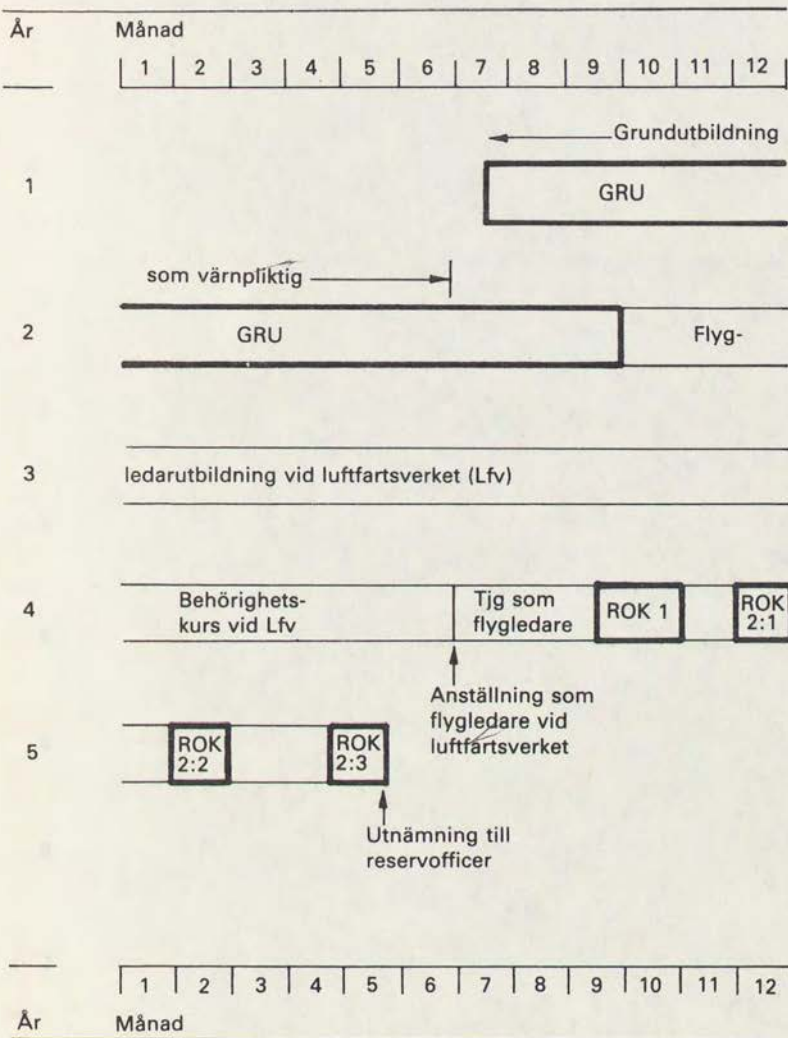 År Månad
1 2 3 4 5 6 7 8 9 10 11 12
Grundutbildning
1 GRU
som värnpliktig
2 GRU Flyg-
3 ledarutbildning vid luftfartsverket (Lfv)
4 Behörighets-
kurs vid Lfv
Tjg som
flygledare
ROK 1
ROK
2:1
Anställning som
flygledare vid
luftfartsverket
5 ROK
2:2
ROK
2:3
Utnämning till
reservofficer
1 2 3 4 5 6 7 8 9 10 11 12
År Månad